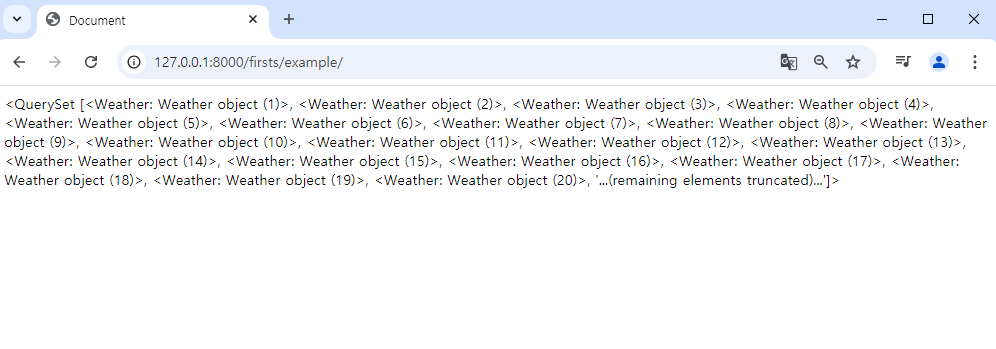 Document
127.0.0.1:8000/firsts/example/
<QuerySet [<Weather: Weather object (1)>, <Weather: Weather object (2)>, <Weather: Weather object (3)>, <Weather: Weather object (4)>,
<Weather: Weather object (5)>, <Weather: Weather object (6)>, <Weather: Weather object (7)>, <Weather: Weather object (8)>, <Weather: Weather
object (9)>, <Weather: Weather object (10)>, <Weather: Weather object (11)>, <Weather: Weather object (12)>, <Weather: Weather object (13)>,
<Weather: Weather object (14)>, <Weather: Weather object (15)>, <Weather: Weather object (16)>, <Weather: Weather object (17)>, <Weather:
Weather object (18)>, <Weather: Weather object (19)>, <Weather: Weather object (20)>, '...(remaining elements truncated)...']>